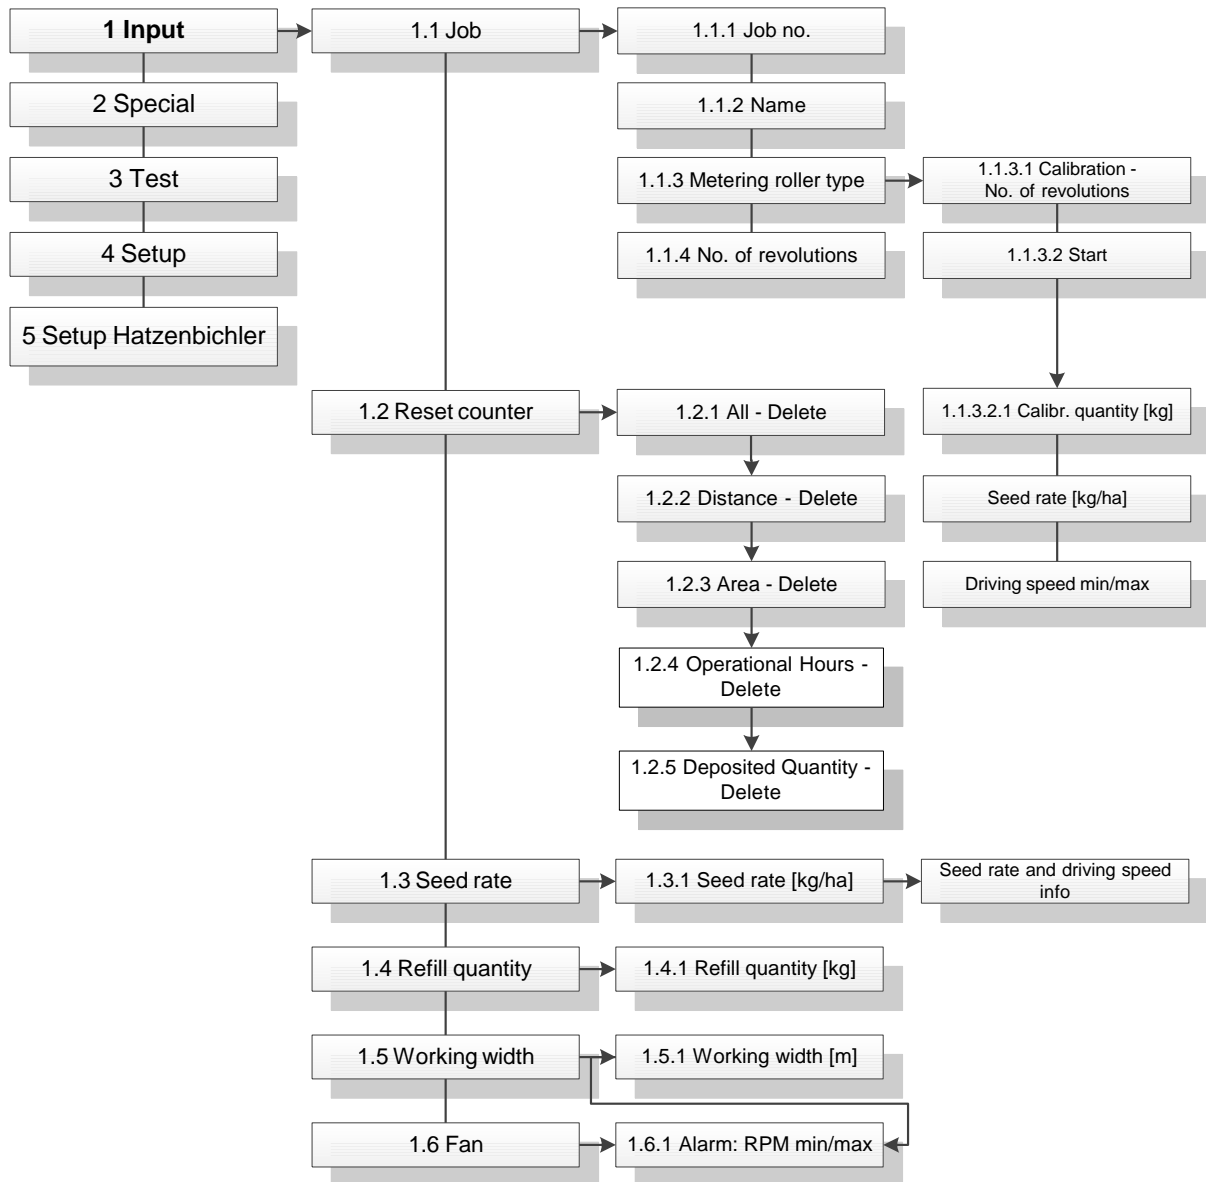 1 Input
2 Special
3 Test
4 Setup
5 Setup Hatzenbichler
1.1 Job
1.1.1 Job no.
1.1.2 Name
1.1.3 Metering roller type
1.1.4 No. of revolutions
1.1.3.1 Calibration -
No. of revolutions
1.1.3.2 Start
1.1.3.2.1 Calibr. quantity [kg]
Seed rate [kg/ha]
Driving speed min/max
1.2 Reset counter
1.2.1 All - Delete
1.2.2 Distance - Delete
1.2.3 Area - Delete
1.2.4 Operational Hours -
Delete
1.2.5 Deposited Quantity -
Delete
1.3 Seed rate
1.3.1 Seed rate [kg/ha]
Seed rate and driving speed
info
1.4 Refill quantity
1.4.1 Refill quantity [kg]
1.5 Working width
1.5.1 Working width [m]
1.6 Fan
1.6.1 Alarm: RPM min/max